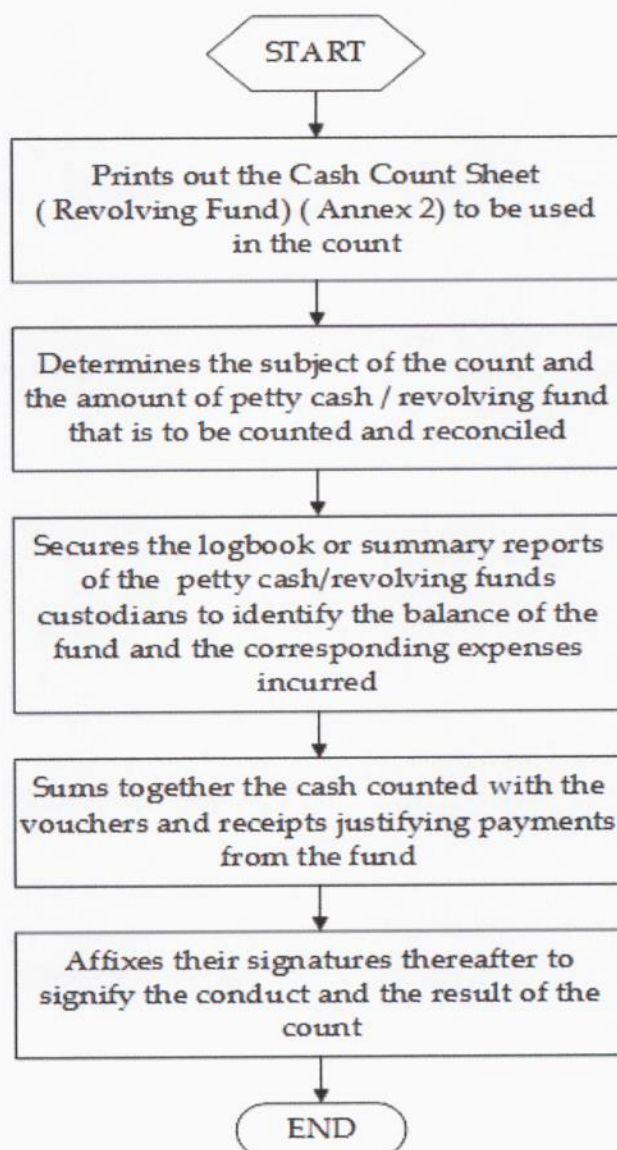 START
Prints out the Cash Count Sheet
( Revolving Fund) ( Annex 2) to be used
in the count
Determines the subject of the count and
the amount of petty cash / revolving fund
that is to be counted and reconciled
Secures the logbook or summary reports
of the petty cash/revolving funds
custodians to identify the balance of the
fund and the corresponding expenses
incurred
Sums together the cash counted with the
vouchers and receipts justifying payments
from the fund
Affixes their signatures thereafter to
signify the conduct and the result of the
count
END